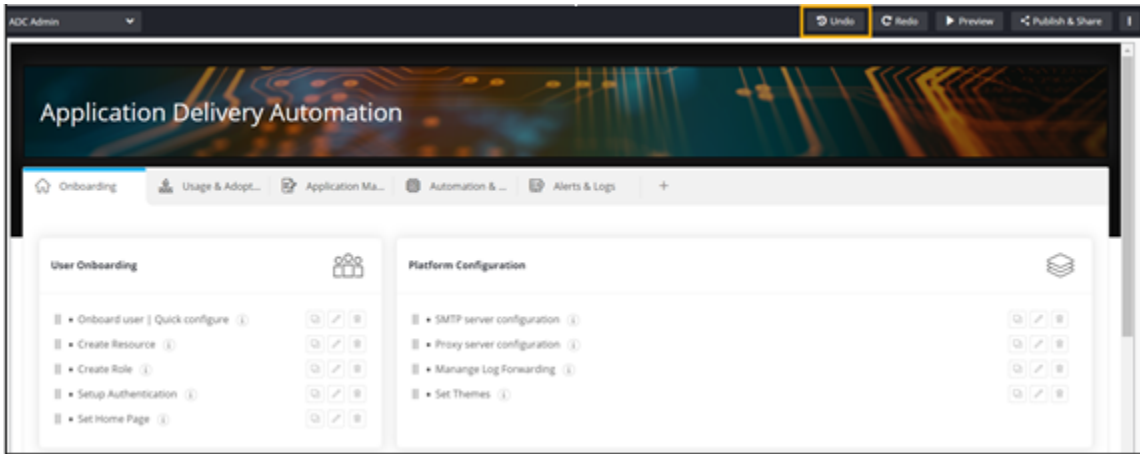 ADC Admin
Undo
Redo
Preview
Publish & Share
Application Delivery Automation
Onboarding
Usage & Adopt...
Application Ma...
Automation & ...
Alerts & Logs
+
User Onboarding
• Onboard user | Quick configure
• Create Resource
• Create Role
• Setup Authentication
• Set Home Page
Platform Configuration
• SMTP server configuration
• Proxy server configuration
• Manange Log Forwarding
• Set Themes